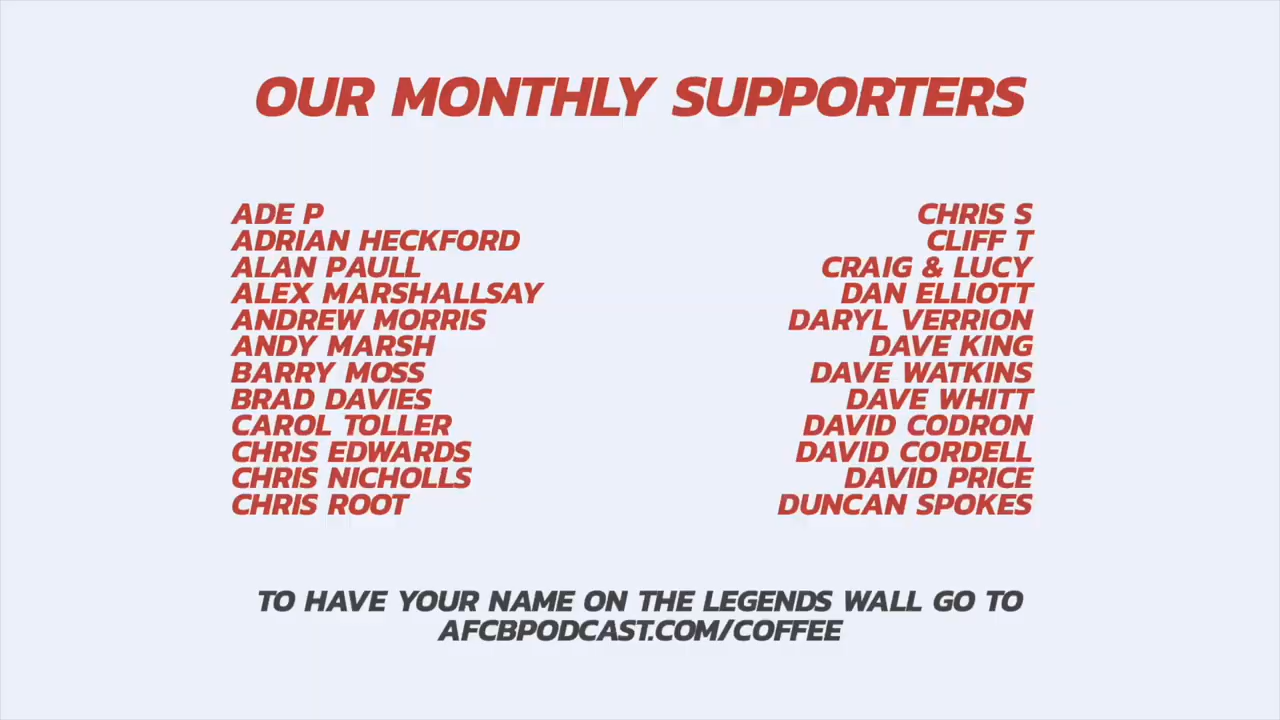 OUR MONTHLY SUPPORTERS
ADE P
ADRIAN HECKFORD
ALAN PAULL
ALEX MARSHALLSAY
ANDREW MORRIS
ANDY MARSH
BARRY MOSS
BRAD DAVIES
CAROL TOLLER
CHRIS EDWARDS
CHRIS NICHOLLS
CHRIS ROOT
CHRIS S
CLIFF T
CRAIG & LUCY
DAN ELLIOTT
DARYL VERRION
DAVE KING
DAVE WATKINS
DAVE WHITT
DAVID CODRON
DAVID CORDELL
DAVID PRICE
DUNCAN SPOKES
TO HAVE YOUR NAME ON THE LEGENDS WALL GO TO
AFCBPODCAST.COM/COFFEE